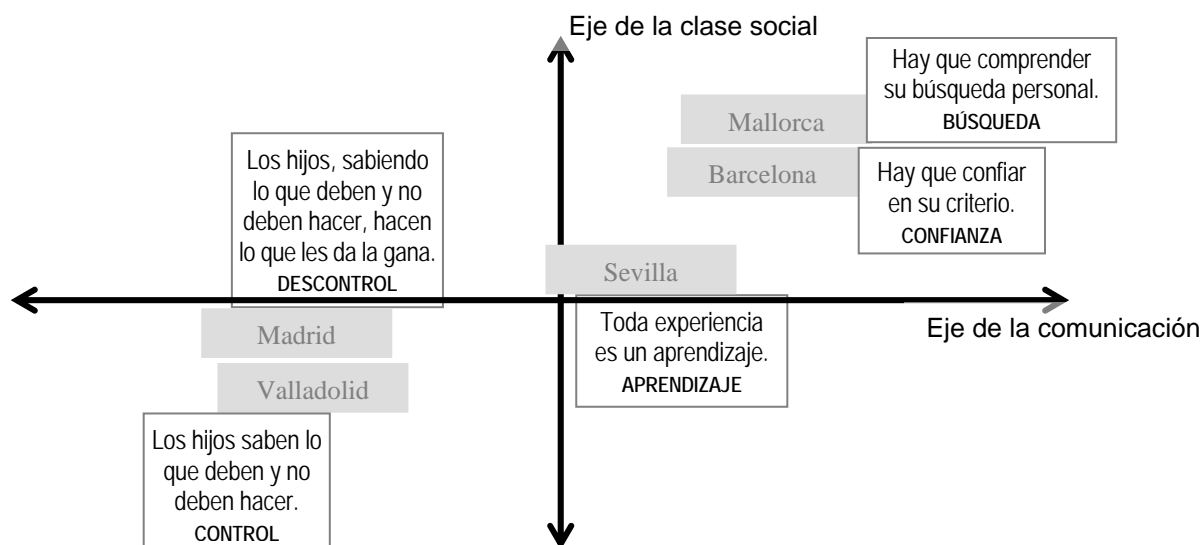 Eje de la clase social
Hay que comprender
su búsqueda personal.
BÚSQUEDA
Mallorca
Barcelona
Hay que confiar
en su criterio.
CONFIANZA
Los hijos, sabiendo
lo que deben y no
deben hacer, hacen
lo que les da la gana.
DESCONTROL
Sevilla
Eje de la comunicación
Madrid
Toda experiencia
es un aprendizaje.
APRENDIZAJE
Valladolid
Los hijos saben lo
que deben y no
deben hacer.
CONTROL